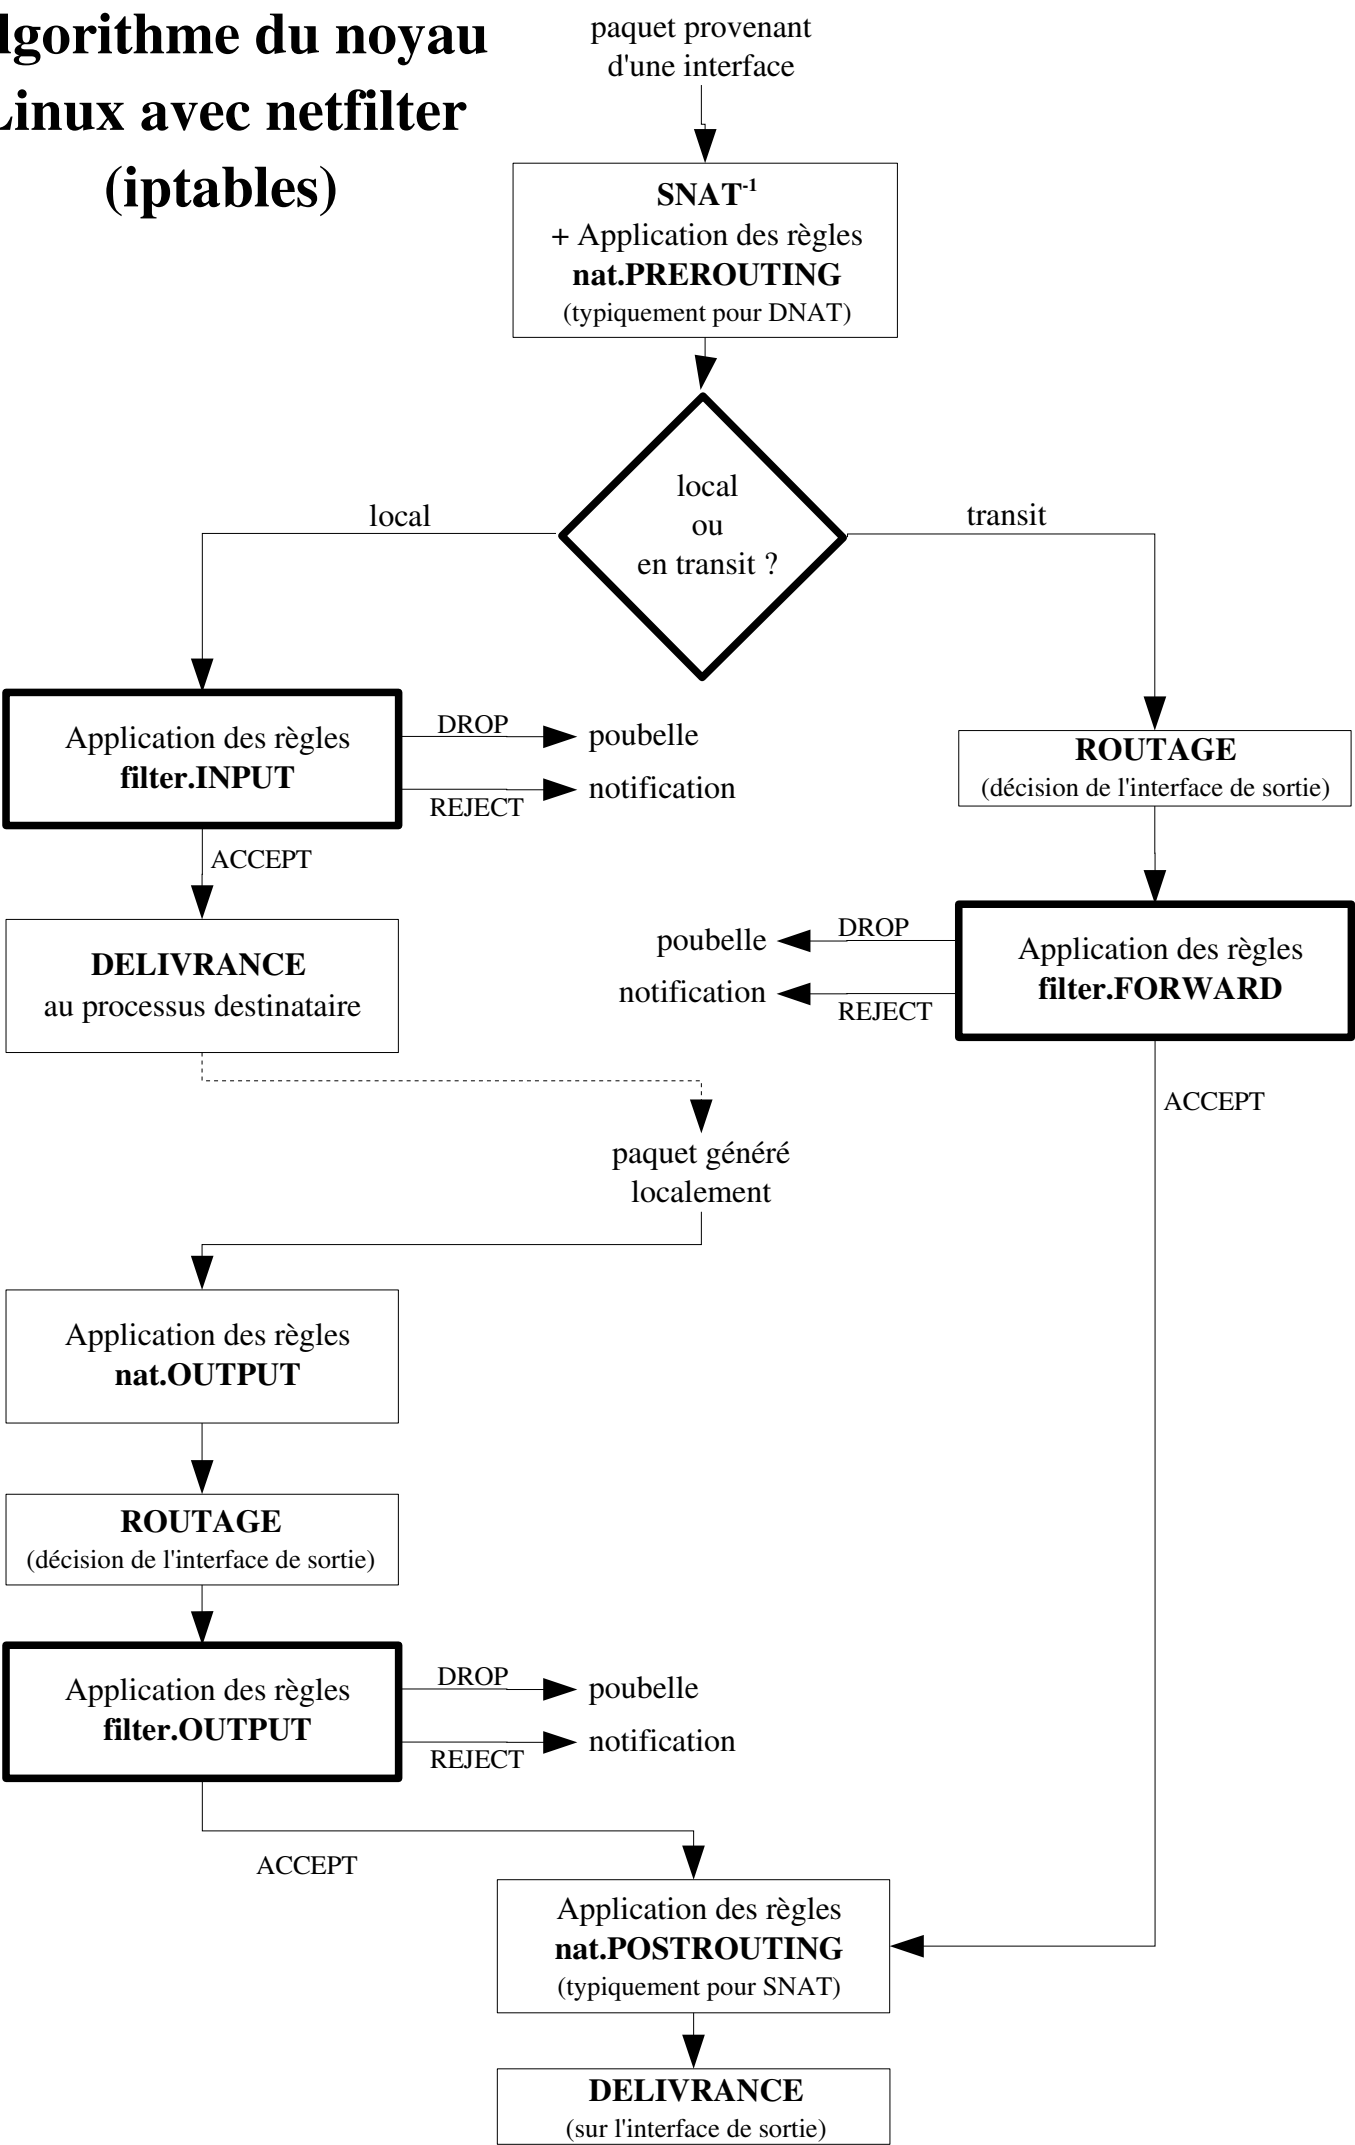 lgorithme du noyau
Linux avec netfilter
(iptables)
paquet provenant
d'une interface
SNAT-1
+ Application des règles
nat.PREROUTING
(typiquement pour DNAT)
local
ou
en transit ?
local
transit
Application des règles
filter.INPUT
DROP
poubelle
REJECT
notification
ACCEPT
DELIVRANCE
au processus destinataire
ROUTAGE
(décision de l'interface de sortie)
Application des règles
filter.FORWARD
DROP
poubelle
REJECT
notification
ACCEPT
paquet généré
localement
Application des règles
nat.OUTPUT
ROUTAGE
(décision de l'interface de sortie)
Application des règles
filter.OUTPUT
DROP
poubelle
REJECT
notification
ACCEPT
Application des règles
nat.POSTROUTING
(typiquement pour SNAT)
DELIVRANCE
(sur l'interface de sortie)